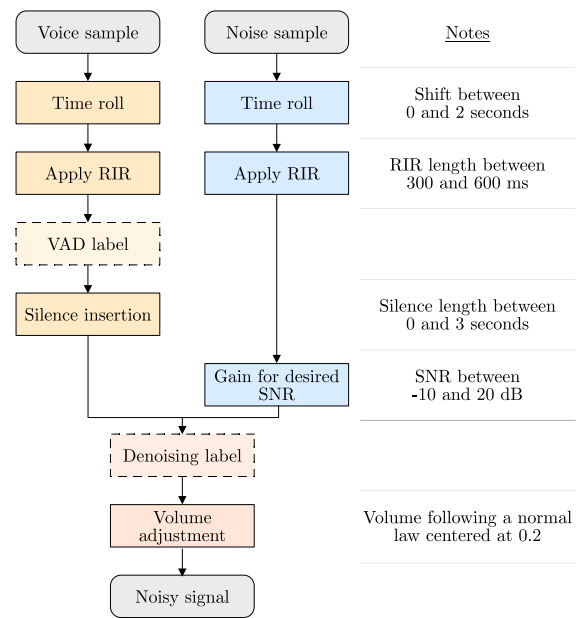 Voice sample
Noise sample
Notes
Time roll
Time roll
Shift between
0 and 2 seconds
Apply RIR
Apply RIR
RIR length between
300 and 600 ms
VAD label
Silence insertion
Silence length between
0 and 3 seconds
Gain for desired
SNR
SNR between
-10 and 20 dB
Denoising label
Volume
adjustment
Volume following a normal
law centered at 0.2
Noisy signal